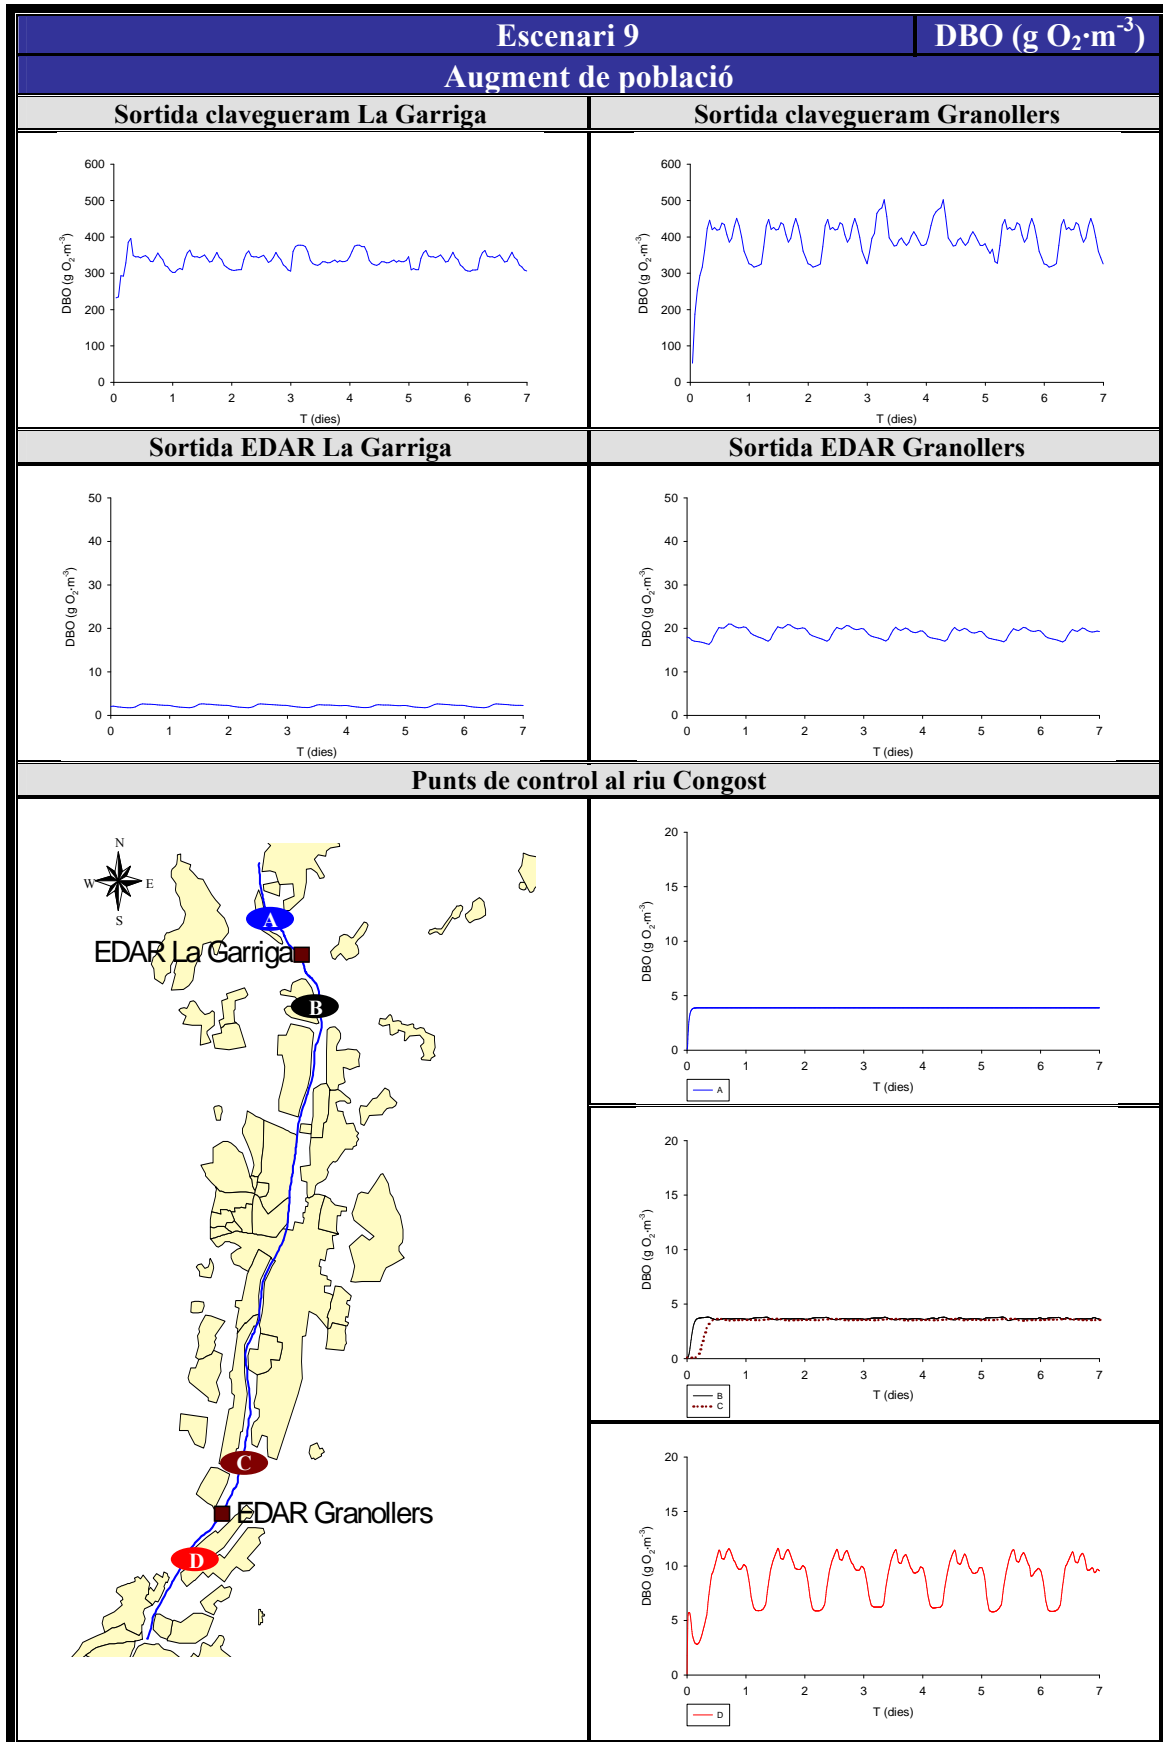 Escenari 9
DBO (g O₂·m⁻³)
Augment de població
Sortida clavegueram La Garriga
Sortida clavegueram Granollers
600
500
400
300
200
100
0
DBO (g O₂·m⁻³)
0 1 2 3 4 5 6 7
T (dies)
600
500
400
300
200
100
0
DBO (g O₂·m⁻³)
0 1 2 3 4 5 6 7
T (dies)
Sortida EDAR La Garriga
Sortida EDAR Granollers
50
40
30
20
10
0
DBO (g O₂·m⁻³)
0 1 2 3 4 5 6 7
T (dies)
50
40
30
20
10
0
DBO (g O₂·m⁻³)
0 1 2 3 4 5 6 7
T (dies)
Punts de control al riu Congost
N
W E
S
A
EDAR La Garriga
B
C
EDAR Granollers
D
20
15
10
5
0
DBO (g O₂·m⁻³)
0 1 2 3 4 5 6 7
T (dies)
A
20
15
10
5
0
DBO (g O₂·m⁻³)
0 1 2 3 4 5 6 7
T (dies)
B
C
20
15
10
5
0
DBO (g O₂·m⁻³)
0 1 2 3 4 5 6 7
T (dies)
D